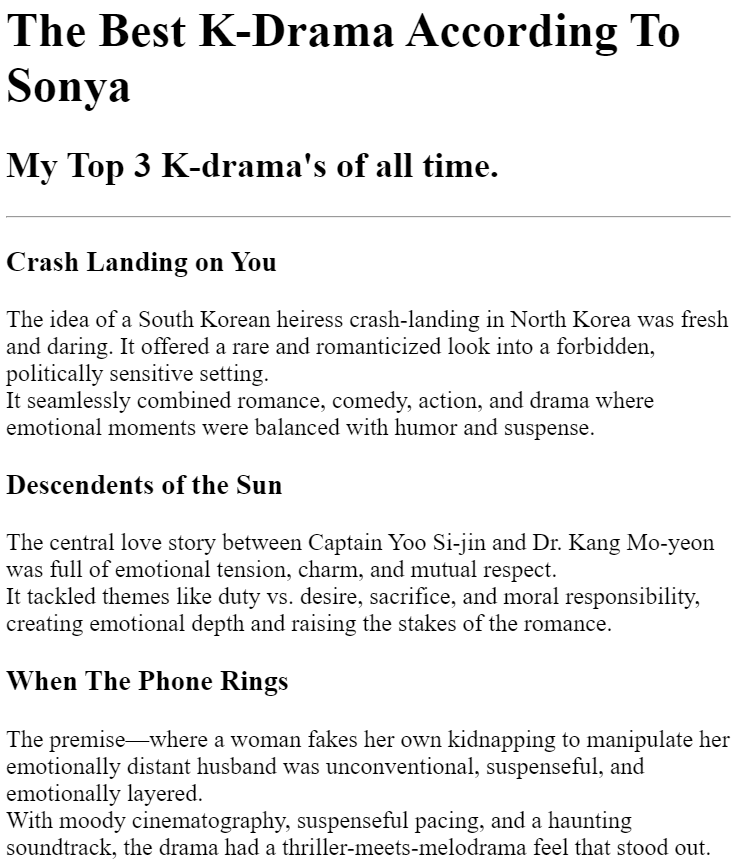 The Best K-Drama According To
Sonya
My Top 3 K-drama's of all time.
Crash Landing on You
The idea of a South Korean heiress crash-landing in North Korea was fresh
and daring. It offered a rare and romanticized look into a forbidden,
politically sensitive setting.
It seamlessly combined romance, comedy, action, and drama where
emotional moments were balanced with humor and suspense.
Descendents of the Sun
The central love story between Captain Yoo Si-jin and Dr. Kang Mo-yeon
was full of emotional tension, charm, and mutual respect.
It tackled themes like duty vs. desire, sacrifice, and moral responsibility,
creating emotional depth and raising the stakes of the romance.
When The Phone Rings
The premise—where a woman fakes her own kidnapping to manipulate her
emotionally distant husband was unconventional, suspenseful, and
emotionally layered.
With moody cinematography, suspenseful pacing, and a haunting
soundtrack, the drama had a thriller-meets-melodrama feel that stood out.